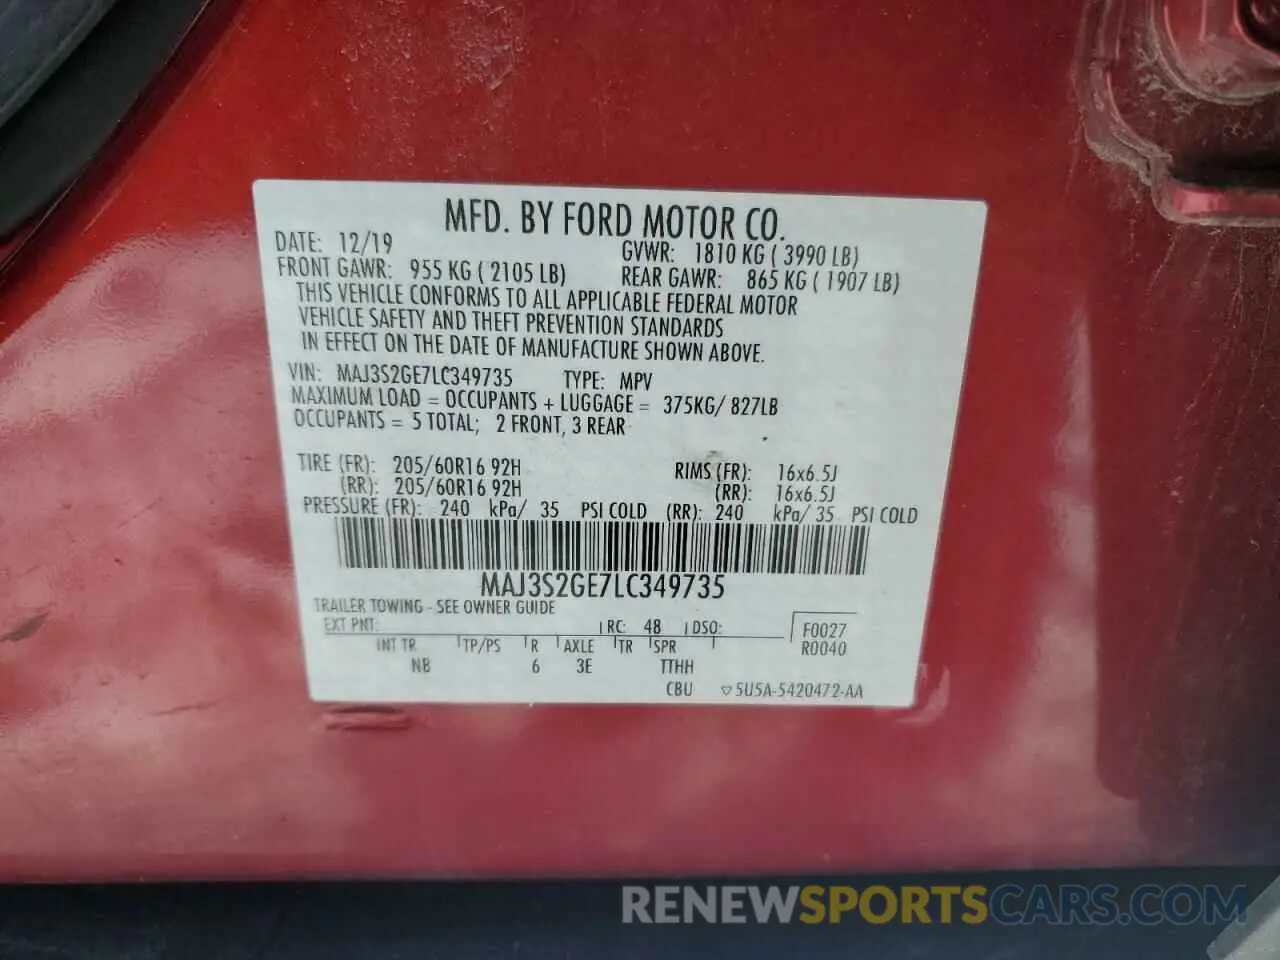 MFD. BY FORD MOTOR CO.
DATE: 12/19 GVWR: 1810 KG ( 3990 LB)
FRONT GAWR: 955 KG ( 2105 LB) REAR GAWR: 865 KG ( 1907 LB)
THIS VEHICLE CONFORMS TO ALL APPLICABLE FEDERAL MOTOR
VEHICLE SAFETY AND THEFT PREVENTION STANDARDS
IN EFFECT ON THE DATE OF MANUFACTURE SHOWN ABOVE.
VIN: MAJ3S2GE7LC349735 TYPE: MPV
MAXIMUM LOAD = OCCUPANTS + LUGGAGE = 375KG/ 827LB
OCCUPANTS = 5 TOTAL; 2 FRONT, 3 REAR
TIRE (FR): 205/60R16 92H RIMS (FR): 16x6.5J
(RR): 205/60R16 92H (RR): 16x6.5J
PRESSURE (FR): 240 kPa/ 35 PSI COLD (RR): 240 kPa/ 35 PSI COLD
MAJ3S2GE7LC349735
TRAILER TOWING - SEE OWNER GUIDE
EXT PNT: RC: 48 DSO: F0027
INT TR TP/PS R AXLE TR SPR R0040
NB 6 3E TTHH
CBU ▽5U5A-5420472-AA
RENEWSPORTSCARS.COM